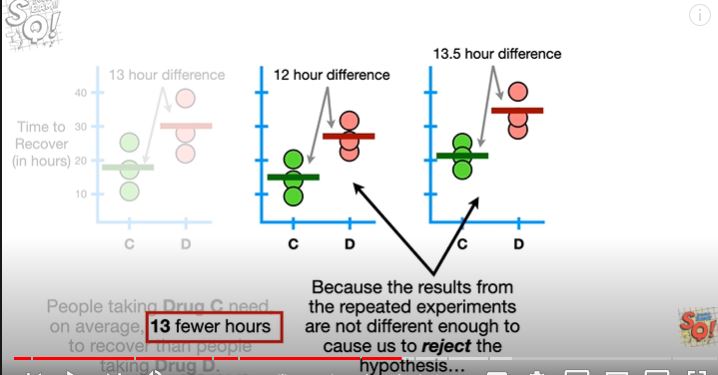 13.5 hour difference
13 hour difference
12 hour difference
40
Time to
Recover
(in hours)
30
20
10
C D
C D
C D
People taking Drug C need,
on average, 13 fewer hours
to recover than people
taking Drug D.
Because the results from
the repeated experiments
are not different enough to
cause us to reject the
hypothesis…
SQ!
SQ!